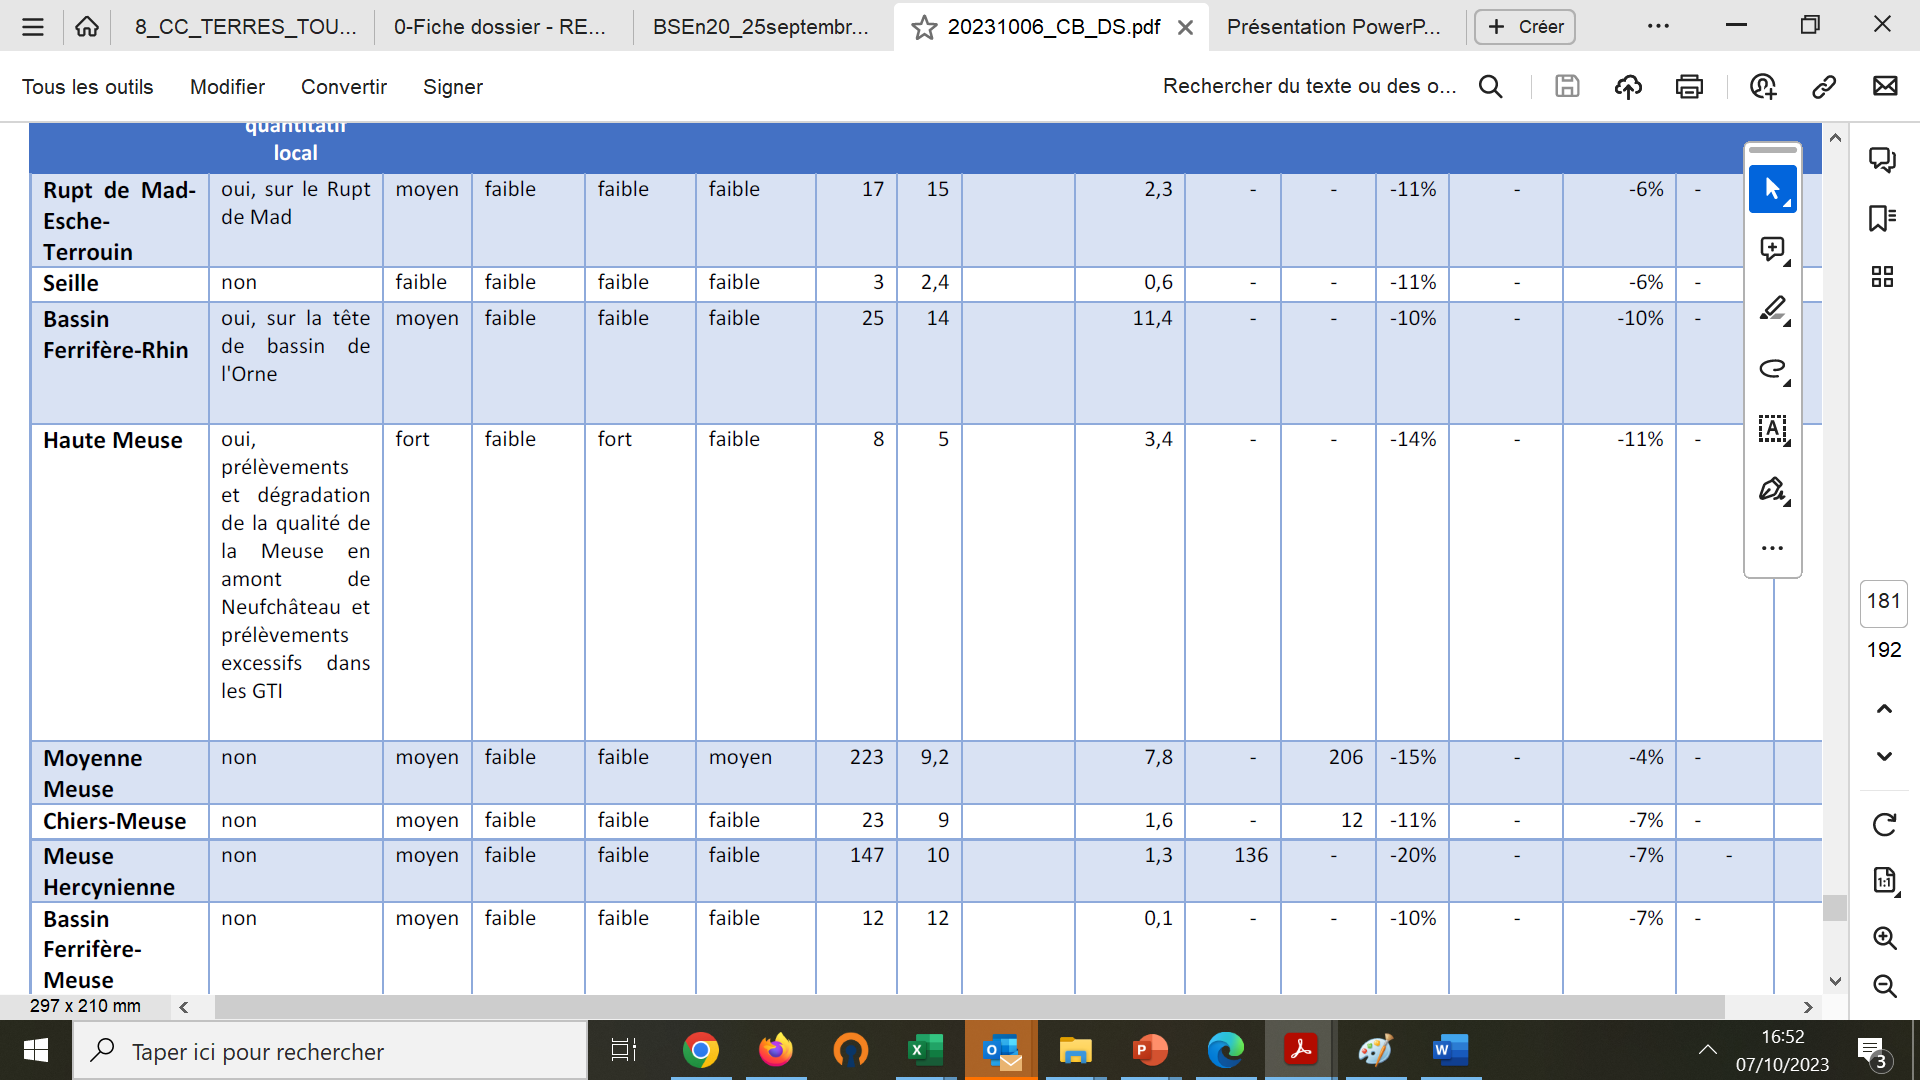 8_CC_TERRES_TOU...
0-Fiche dossier - RE...
BSEn20_25septembr...
20231006_CB_DS.pdf
Présentation PowerP...
+ Créer
Tous les outils
Modifier
Convertir
Signer
Rechercher du texte ou des o...
quantitatif
local
Rupt de Mad-
Esche-
Terrouin
oui, sur le Rupt
de Mad
moyen faible faible faible 17 15 2,3 - - -11% - -6% -
Seille non faible faible faible faible 3 2,4 0,6 - - -11% - -6% -
Bassin
Ferrifère-Rhin
oui, sur la tête
de bassin de
l'Orne
moyen faible faible faible 25 14 11,4 - - -10% - -10% -
Haute Meuse
oui,
prélèvements
et dégradation
de la qualité de
la Meuse en
amont de
Neufchâteau et
prélèvements
excessifs dans
les GTI
fort faible fort faible 8 5 3,4 - - -14% - -11% -
Moyenne
Meuse
non moyen faible faible moyen 223 9,2 7,8 - 206 -15% - -4% -
Chiers-Meuse non moyen faible faible faible 23 9 1,6 - 12 -11% - -7% -
Meuse
Hercynienne
non moyen faible faible faible 147 10 1,3 136 - -20% - -7% -
Bassin
Ferrifère-
Meuse
non moyen faible faible faible 12 12 0,1 - - -10% - -7% -
181
192
1:1
297 x 210 mm
Taper ici pour rechercher
16:52
07/10/2023
3